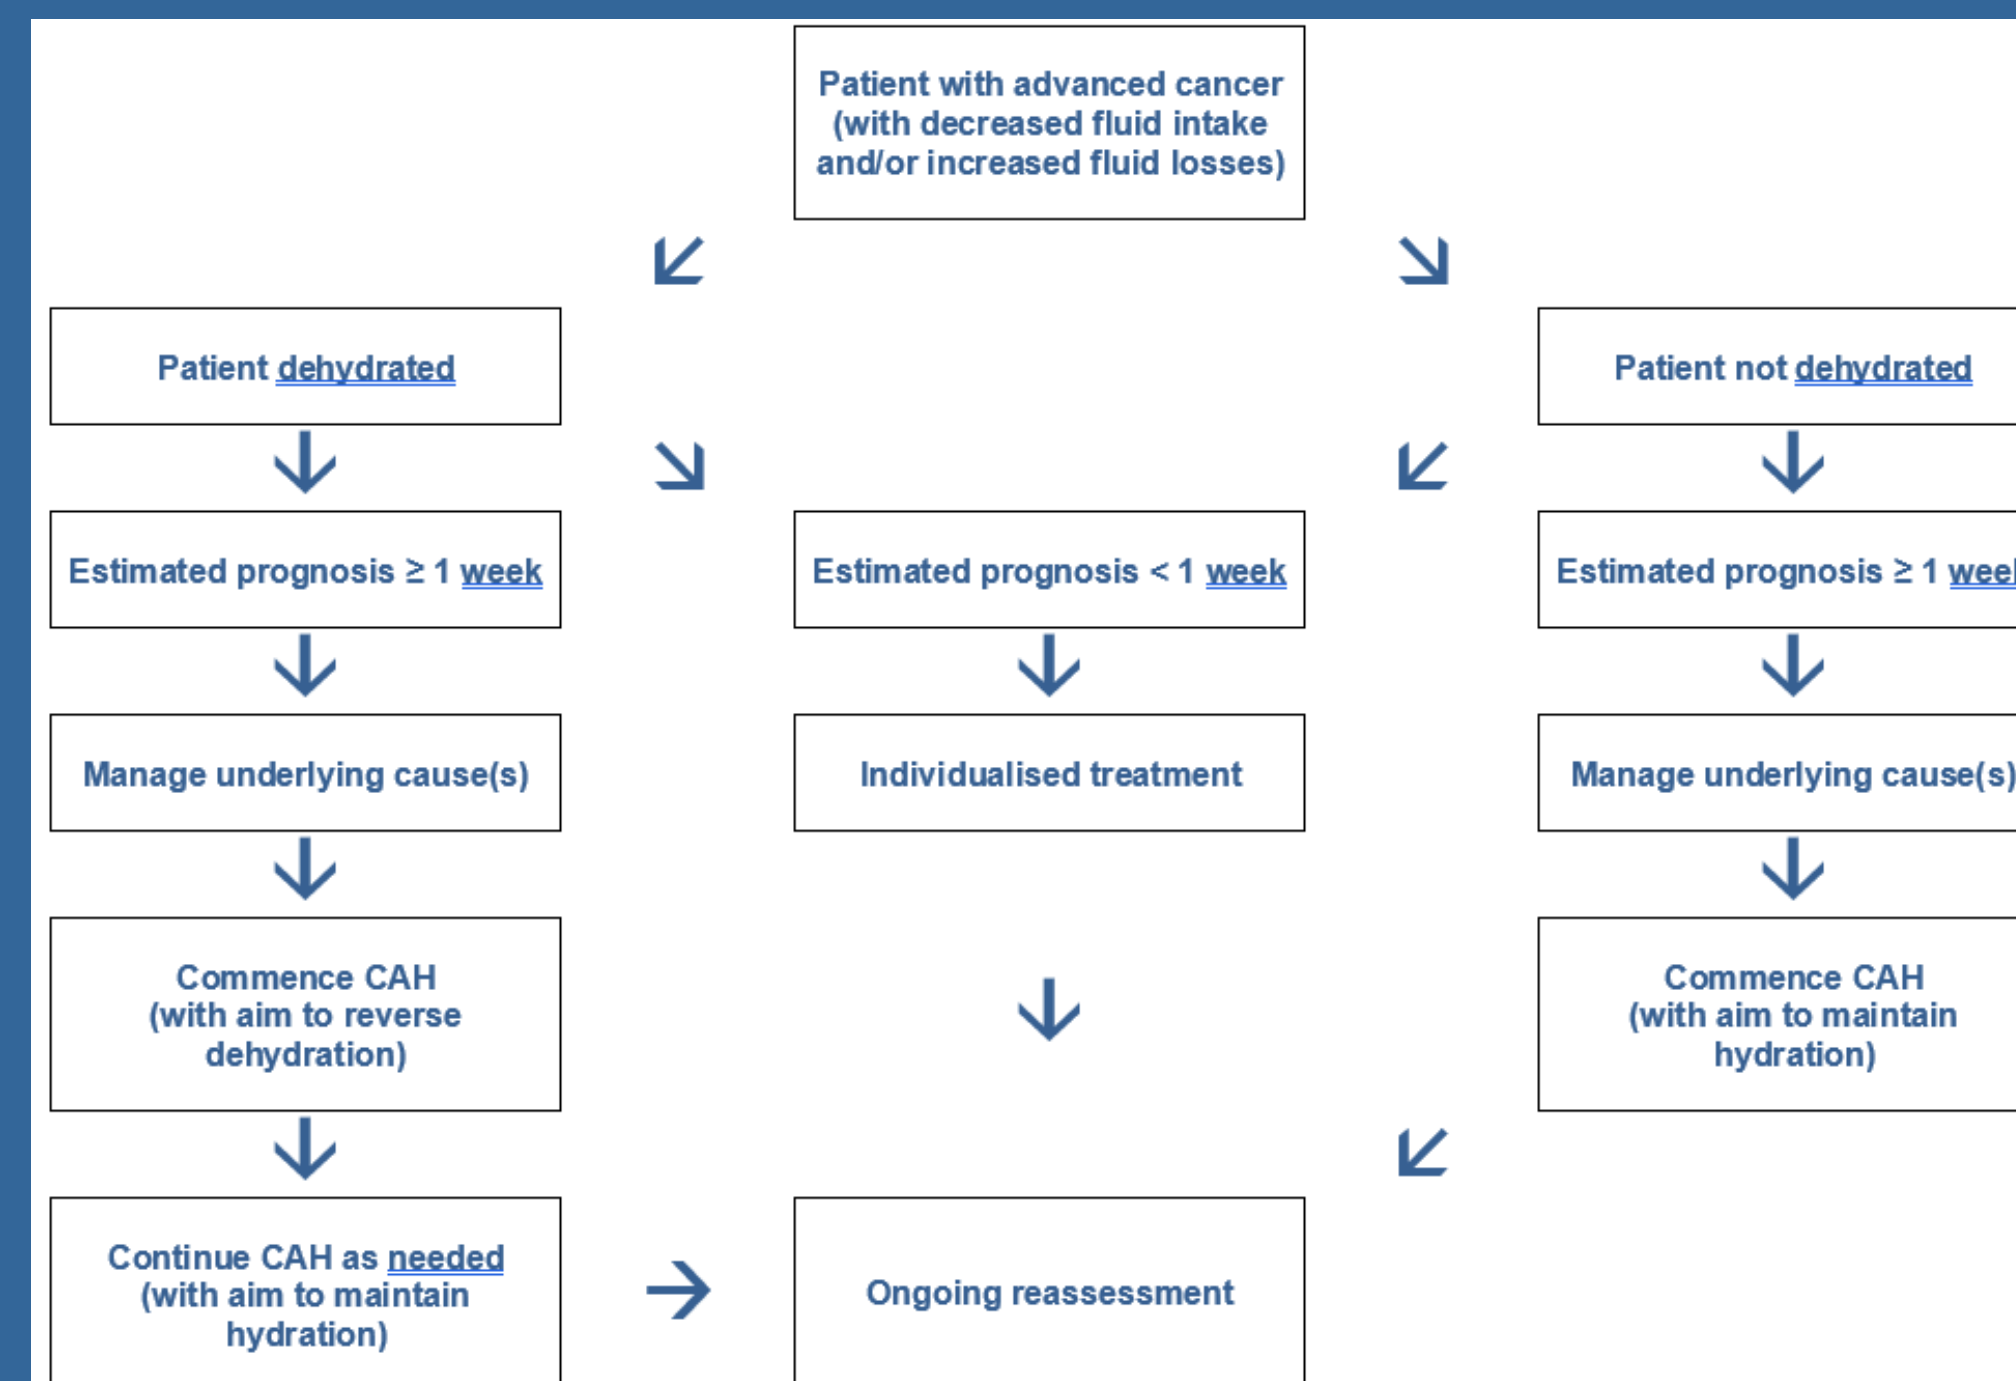 Patient with advanced cancer
(with decreased fluid intake
and/or increased fluid losses)
Patient dehydrated
Patient not dehydrated
Estimated prognosis ≥ 1 week
Estimated prognosis < 1 week
Estimated prognosis ≥ 1 week
Manage underlying cause(s)
Individualised treatment
Manage underlying cause(s)
Commence CAH
(with aim to reverse
dehydration)
Commence CAH
(with aim to maintain
hydration)
Continue CAH as needed
(with aim to maintain
hydration)
Ongoing reassessment